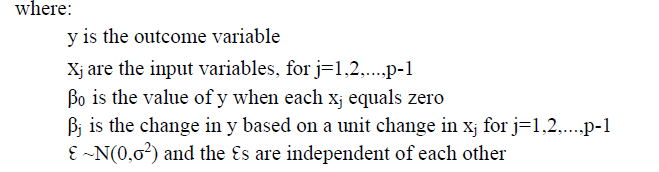 where:
y is the outcome variable
xⱼ are the input variables, for j=1,2,...,p-1
β₀ is the value of y when each xⱼ equals zero
βⱼ is the change in y based on a unit change in xⱼ for j=1,2,...,p-1
Ɛ ~N(0,σ²) and the Ɛs are independent of each other